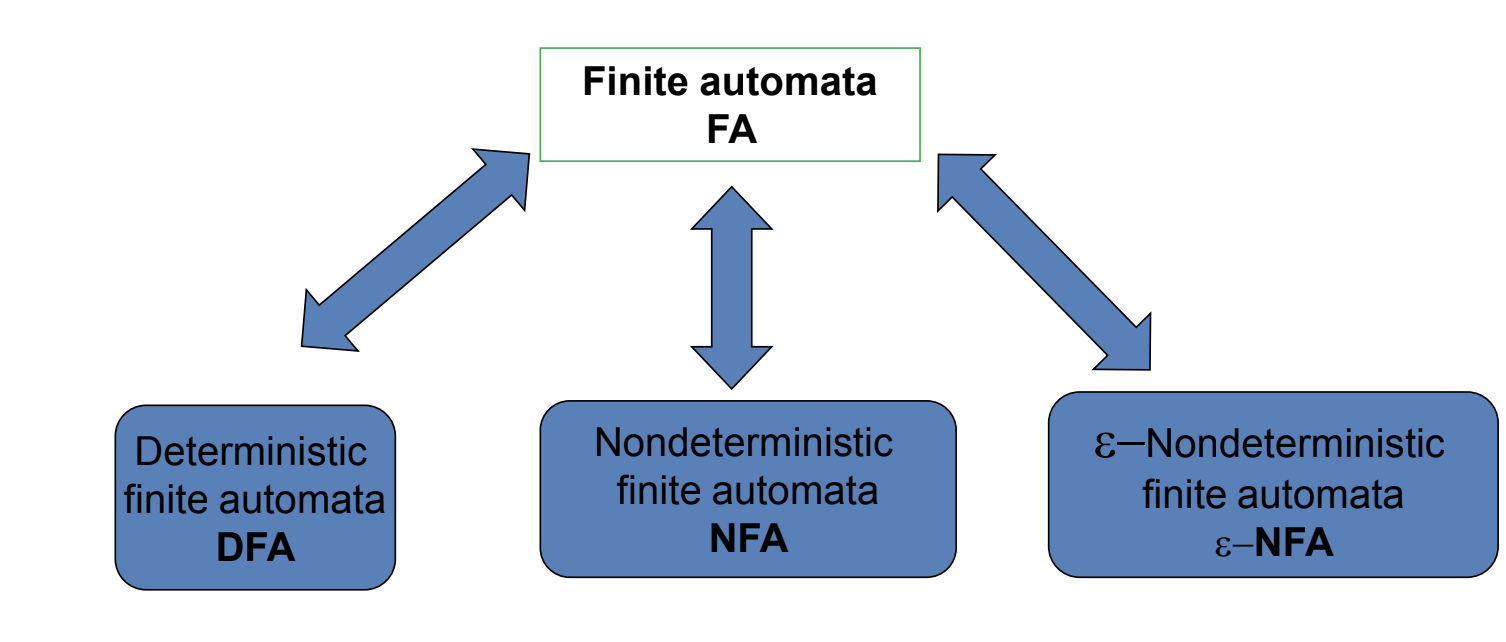 Finite automata
FA
Deterministic
finite automata
DFA
Nondeterministic
finite automata
NFA
ε–Nondeterministic
finite automata
ε–NFA